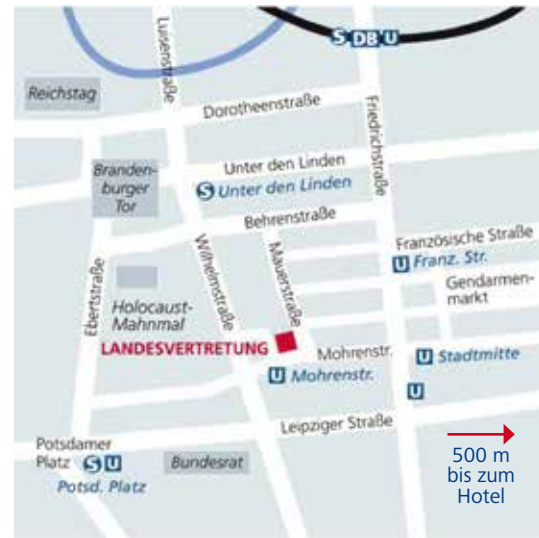 S DB U
Luisenstraße
Reichstag
Dorotheenstraße
Friedrichstraße
Branden-
burger
Tor
Unter den Linden
S Unter den Linden
Behrenstraße
Wilhelmstraße
Mauerstraße
Französische Straße
U Franz. Str.
Gendarmen-
markt
Ebertstraße
Holocaust-
Mahnmal
LANDESVERTRETUNG
Mohrenstr.
U Stadtmitte
U Mohrenstr.
U
Leipziger Straße
Potsdamer
Platz S U
Potsd. Platz
Bundesrat
500 m
bis zum
Hotel